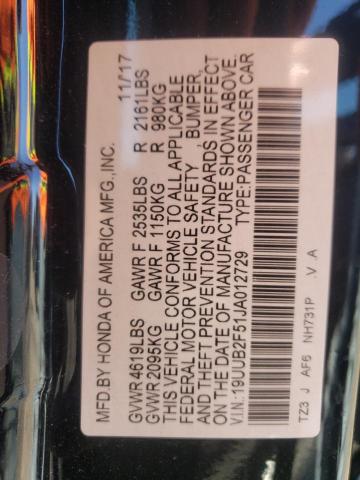 MFD.BY HONDA OF AMERICA MFG.,INC. 11/17
GVWR 4619LBS GAWR F 2535LBS R 2161LBS
GVWR 2095KG GAWR F 1150KG R 980KG
THIS VEHICLE CONFORMS TO ALL APPLICABLE
FEDERAL MOTOR VEHICLE SAFETY , BUMPER,
AND THEFT PREVENTION STANDARDS, IN EFFECT
ON THE DATE OF MANUFACTURE SHOWN ABOVE.
V.I.N.:19UUB2F51JA012729 TYPE:PASSENGER CAR
TZ3 J AF6 NH731P .V .A